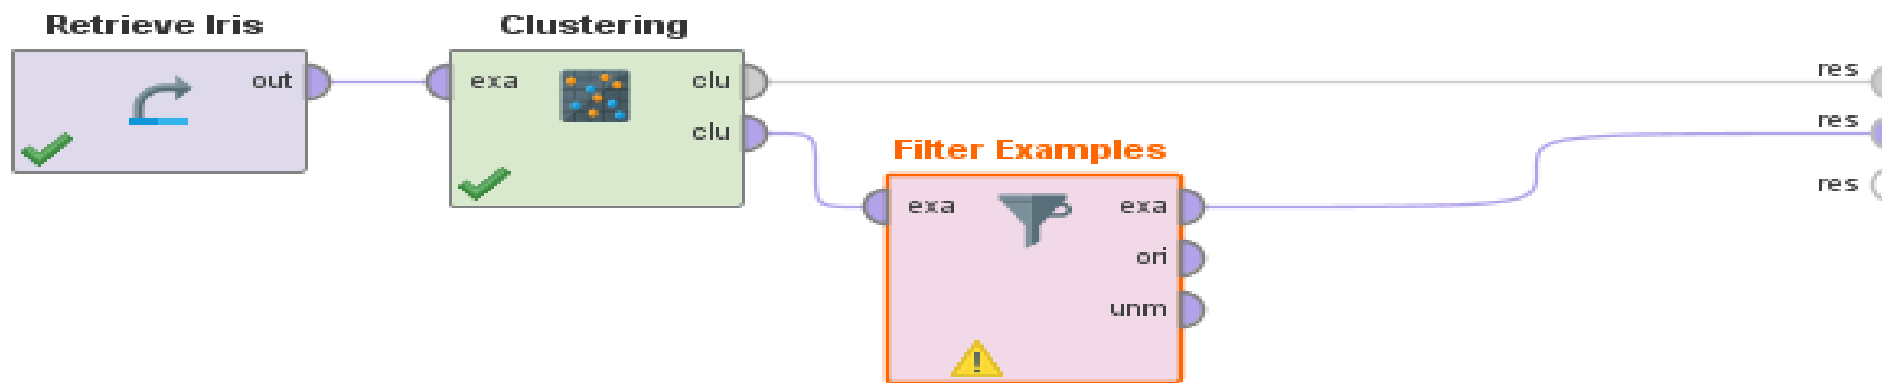 Retrieve Iris
out
Clustering
exa
clu
clu
Filter Examples
exa
exa
ori
unm
res
res
res